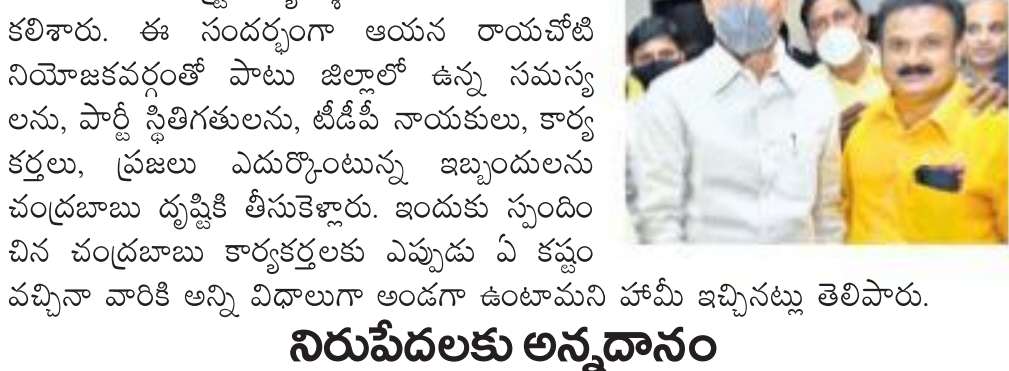 కలిశారు. ఈ సందర్భంగా ఆయన రాయచోటి
నియోజకవర్గంతో పాటు జిల్లాలో ఉన్న సమస్య
లను, పార్టీ స్థితిగతులను, టీడీపీ నాయకులు, కార్య
కర్తలు, ప్రజలు ఎదుర్కొంటున్న ఇబ్బందులను
చంద్రబాబు దృష్టికి తీసుకెళ్లారు. ఇందుకు స్పందిం
చిన చంద్రబాబు కార్యకర్తలకు ఎప్పుడు ఏ కష్టం
వచ్చినా వారికి అన్ని విధాలుగా అండగా ఉంటామని హామీ ఇచ్చినట్లు తెలిపారు.
నిరుపేదలకు అన్నదానం